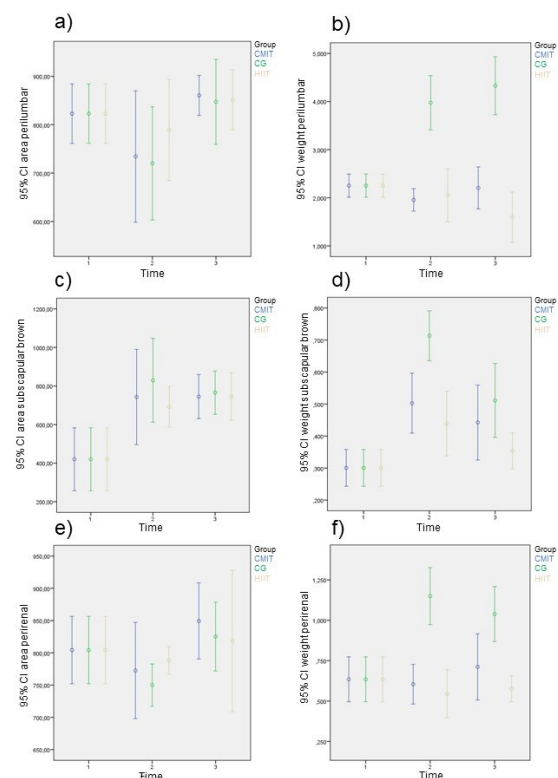 a)
95% CI area perilumbar
900,00
800,00
700,00
600,00
1
2
3
Time
Group
CMIT
CG
HIIT
b)
95% CI weight perilumbar
5,000
4,000
3,000
2,000
1,000
1
2
3
Time
Group
CMIT
CG
HIIT
c)
95% CI area subscapular brown
1200,00
1000,00
800,00
600,00
400,00
200,00
1
2
3
Time
Group
CMIT
CG
HIIT
d)
95% CI weight subscapular brown
,800
,700
,600
,500
,400
,300
,200
1
2
3
Time
Group
CMIT
CG
HIIT
e)
95% CI area perirenal
950,00
900,00
850,00
800,00
750,00
700,00
650,00
1
2
3
Time
Group
CMIT
CG
HIIT
f)
95% CI weight perirenal
1,250
1,000
,750
,500
,250
1
2
3
Time
Group
CMIT
CG
HIIT